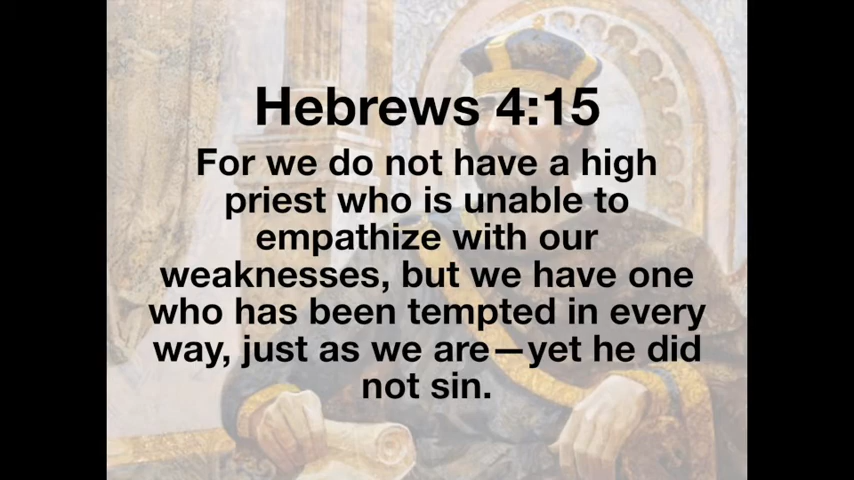 Hebrews 4:15
For we do not have a high
priest who is unable to
empathize with our
weaknesses, but we have one
who has been tempted in every
way, just as we are—yet he did
not sin.